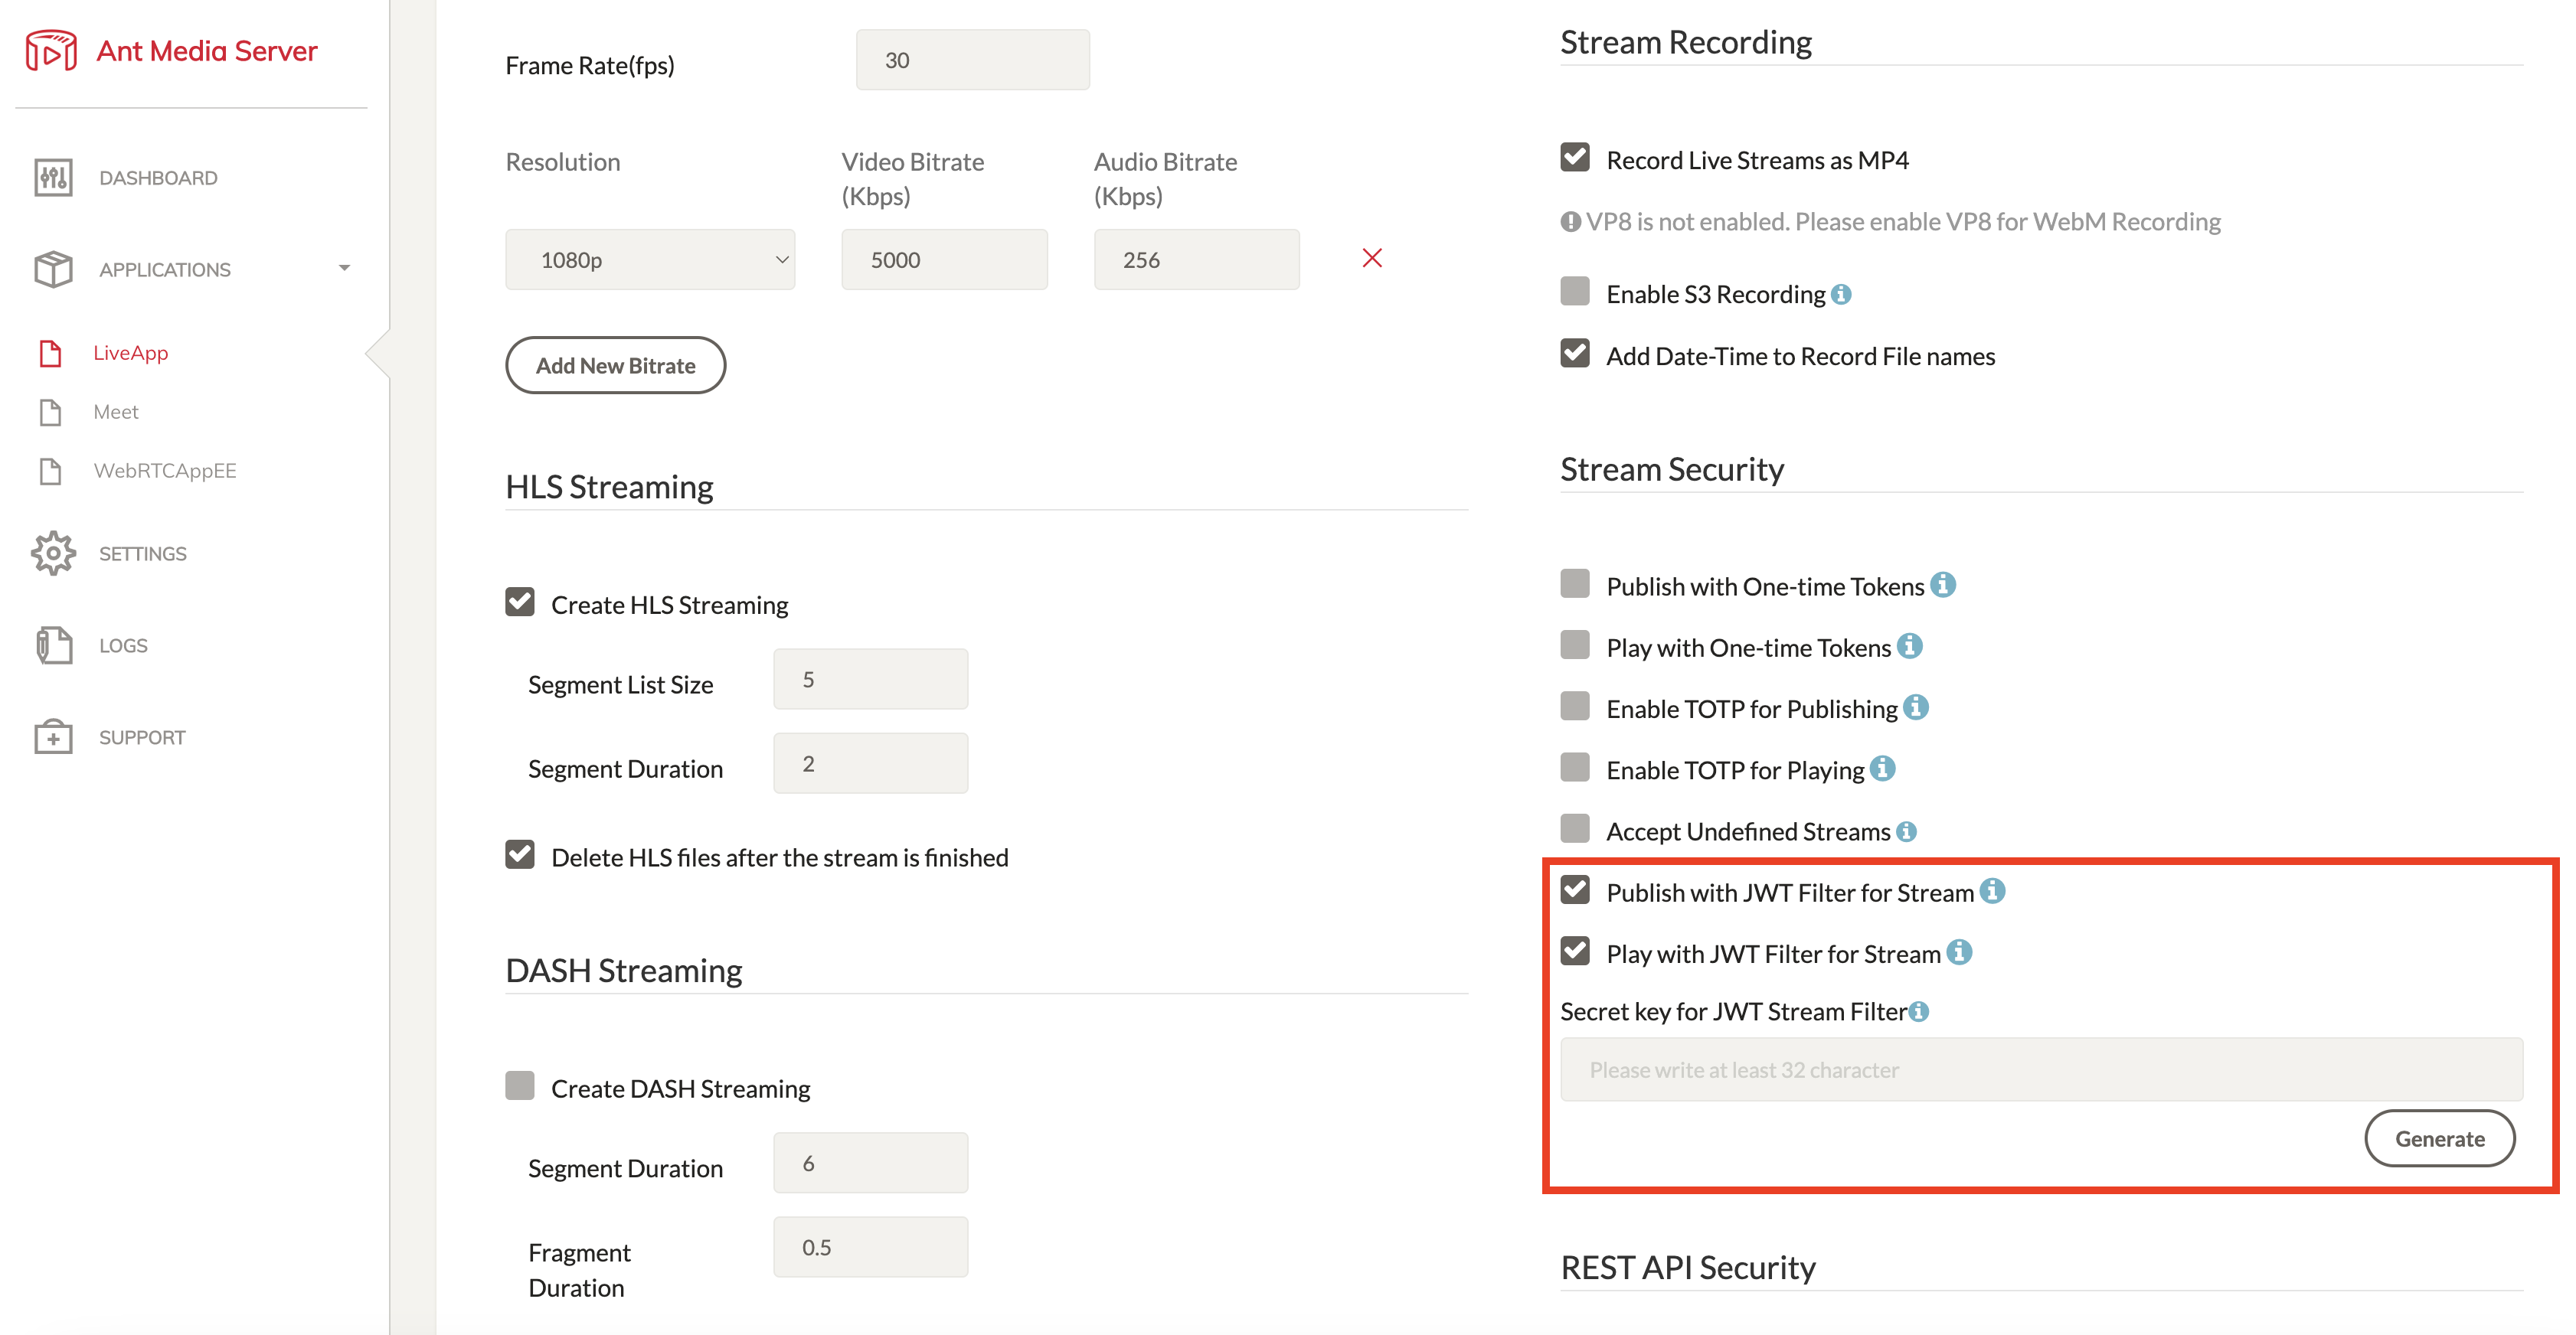 Ant Media Server
DASHBOARD
APPLICATIONS
LiveApp
Meet
WebRTCAppEE
SETTINGS
LOGS
SUPPORT
Frame Rate(fps)
30
Resolution
Video Bitrate
(Kbps)
Audio Bitrate
(Kbps)
1080p
5000
256
Add New Bitrate
HLS Streaming
Create HLS Streaming
Segment List Size
5
Segment Duration
2
Delete HLS files after the stream is finished
DASH Streaming
Create DASH Streaming
Segment Duration
6
Fragment
Duration
0.5
Stream Recording
Record Live Streams as MP4
VP8 is not enabled. Please enable VP8 for WebM Recording
Enable S3 Recording
Add Date-Time to Record File names
Stream Security
Publish with One-time Tokens
Play with One-time Tokens
Enable TOTP for Publishing
Enable TOTP for Playing
Accept Undefined Streams
Publish with JWT Filter for Stream
Play with JWT Filter for Stream
Secret key for JWT Stream Filter
Please write at least 32 character
Generate
REST API Security